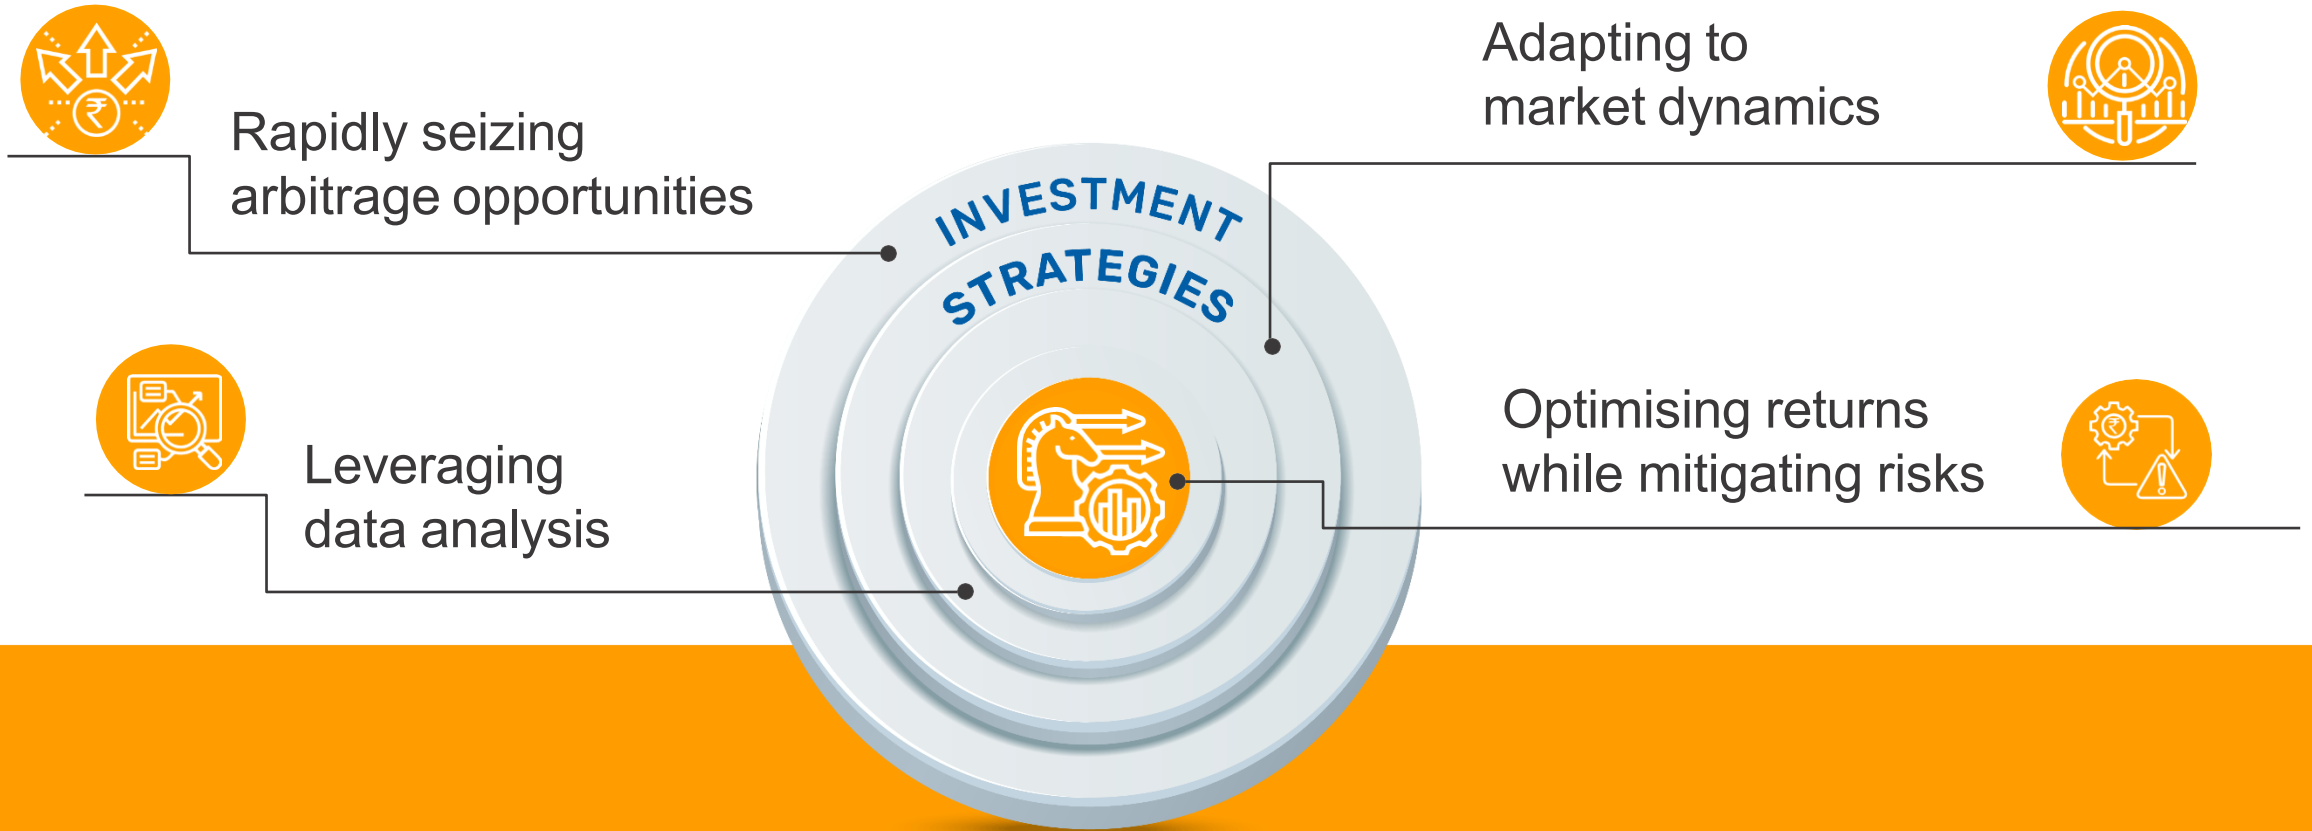 Rapidly seizing
arbitrage opportunities
Adapting to
market dynamics
INVESTMENT
STRATEGIES
Leveraging
data analysis
Optimising returns
while mitigating risks
₹
₹